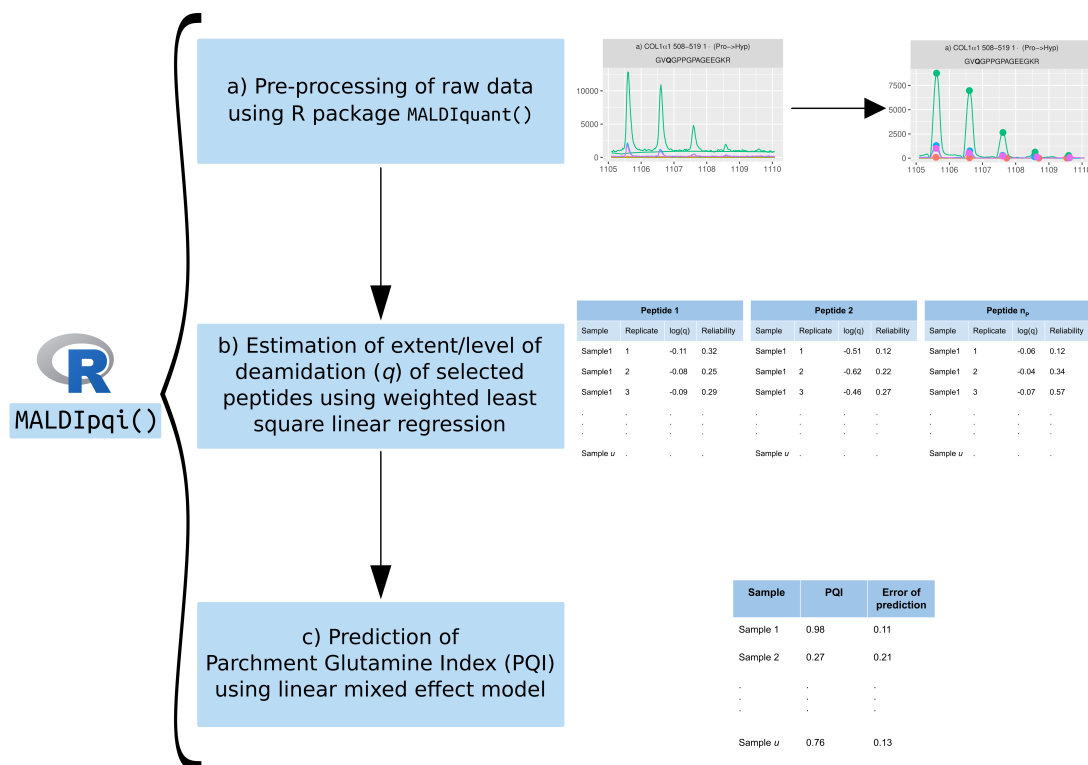 a) Pre-processing of raw data
using R package MALDIquant()
a) COL1α1 508−519 1 · (Pro−>Hyp)
GVQGPPGPAGEEGKR
10000
5000
0
1105 1106 1107 1108 1109 1110
a) COL1α1 508−519 1 · (Pro−>Hyp)
GVQGPPGPAGEEGKR
7500
5000
2500
0
1105 1106 1107 1108 1109 1110
R
MALDIpqi()
b) Estimation of extent/level of
deamidation (q) of selected
peptides using weighted least
square linear regression
Peptide 1
Sample Replicate log(q) Reliability
Sample1 1 -0.11 0.32
Sample1 2 -0.08 0.25
Sample1 3 -0.09 0.29
. . . .
. . . .
. . . .
Sample u . . .
Peptide 2
Sample Replicate log(q) Reliability
Sample1 1 -0.51 0.12
Sample1 2 -0.62 0.22
Sample1 3 -0.46 0.27
. . . .
. . . .
. . . .
Sample u . . .
Peptide np
Sample Replicate log(q) Reliability
Sample1 1 -0.06 0.12
Sample1 2 -0.04 0.34
Sample1 3 -0.07 0.57
. . . .
. . . .
. . . .
Sample u . . .
c) Prediction of
Parchment Glutamine Index (PQI)
using linear mixed effect model
Sample PQI Error of
prediction
Sample 1 0.98 0.11
Sample 2 0.27 0.21
. . .
. . .
. . .
Sample u 0.76 0.13